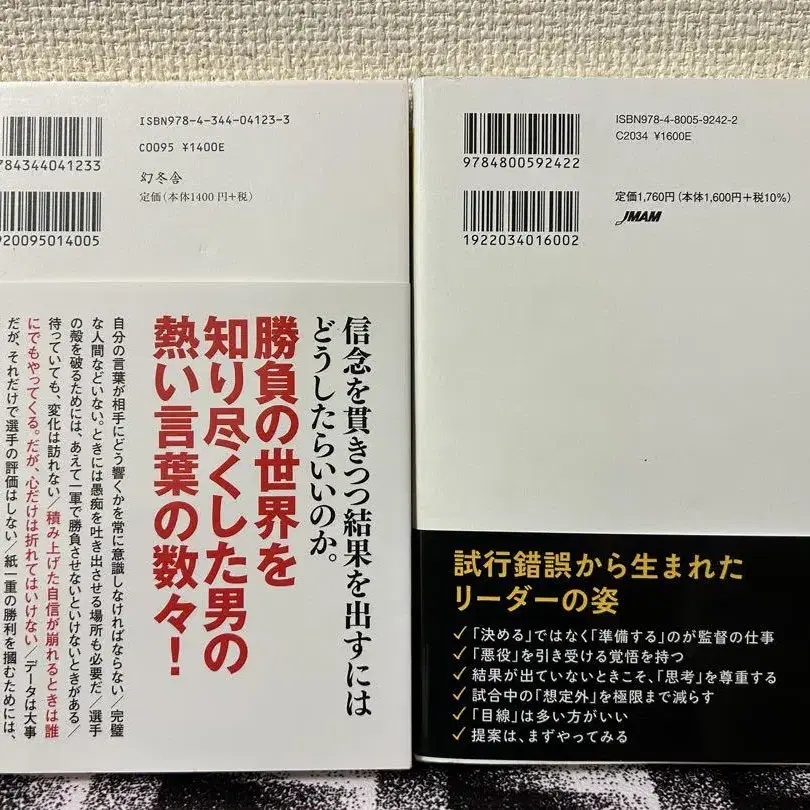 ISBN978-4-344-04123-3
C0095 ¥1400E
784344041233
幻冬舎
定価(本体1400円+税)
920095014005
信念を貫きつつ結果を出すには
どうしたらいいのか。
勝負の世界を
知り尽くした男の
熱い言葉の数々!
自分の言葉が相手にどう響くかを常に意識しなければならない/完璧
な人間などいない。ときには愚痴を吐き出させる場所も必要だ/選手
の殻を破るためには、あえて一軍で勝負させないといけないときがある/
待っていても、変化は訪れない/積み上げた自信が崩れるときは誰
にでもやってくる。だが、心だけは折れてはいけない/データは大事
だが、それだけで選手の評価はしない/紙一重の勝利を掴むためには、
ISBN978-4-8005-9242-2
C2034 ¥1600E
9784800592422
定価1,760円(本体1,600円+税10%)
JMAM
1922034016002
試行錯誤から生まれた
リーダーの姿
✓「決める」ではなく「準備する」のが監督の仕事
✓「悪役」を引き受ける覚悟を持つ
✓結果が出ていないときこそ、「思考」を尊重する
✓試合中の「想定外」を極限まで減らす
✓「目線」は多い方がいい
✓提案は、まずやってみる